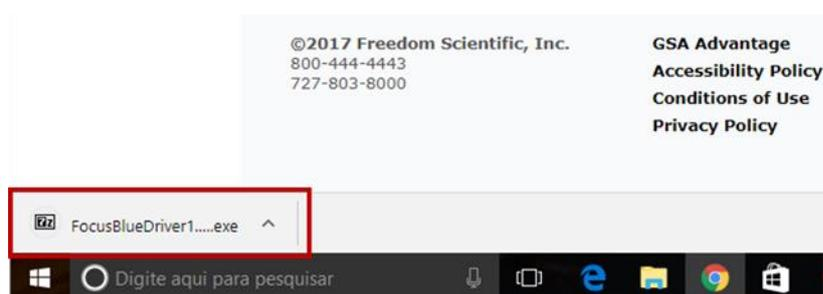 ©2017 Freedom Scientific, Inc.
800-444-4443
727-803-8000
GSA Advantage
Accessibility Policy
Conditions of Use
Privacy Policy
7z FocusBlueDriver1.....exe
Digite aqui para pesquisar